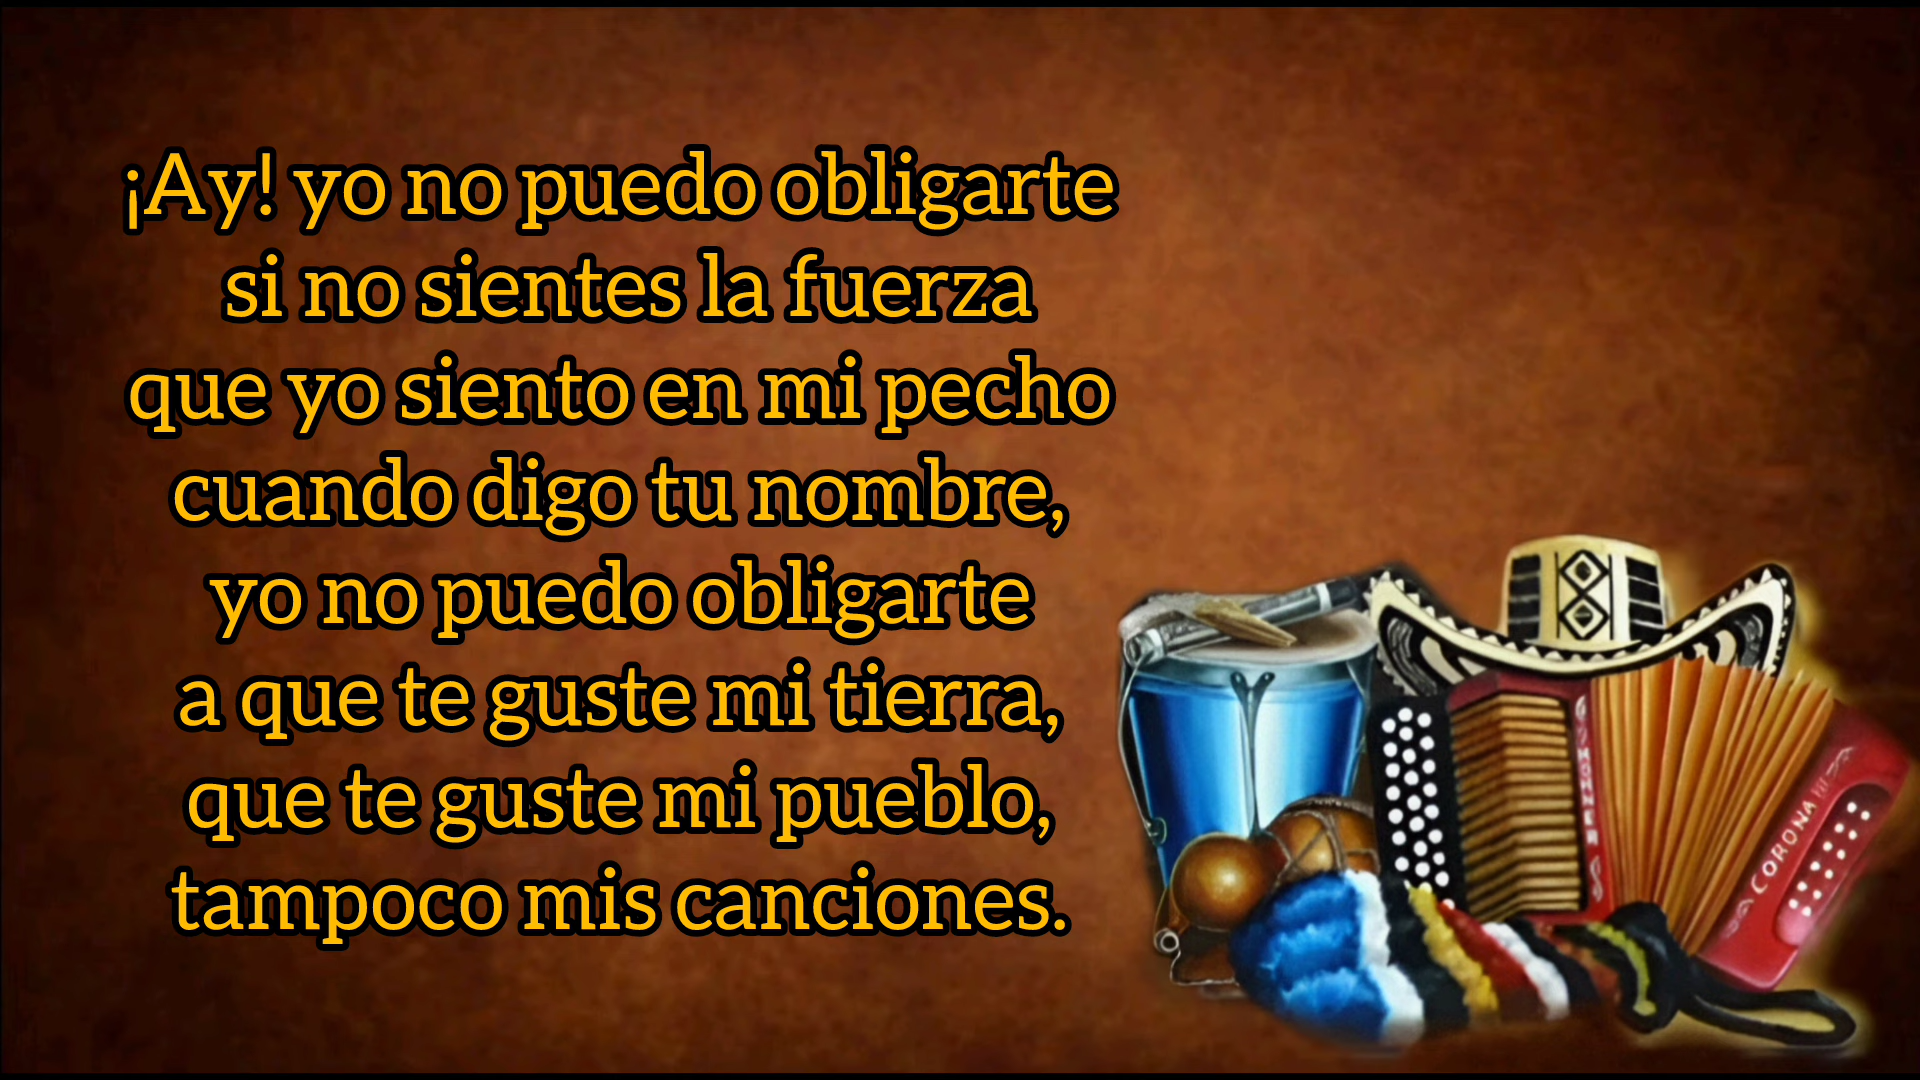 ¡Ay! yo no puedo obligarte
si no sientes la fuerza
que yo siento en mi pecho
cuando digo tu nombre,
yo no puedo obligarte
a que te guste mi tierra,
que te guste mi pueblo,
tampoco mis canciones.
CORONA III